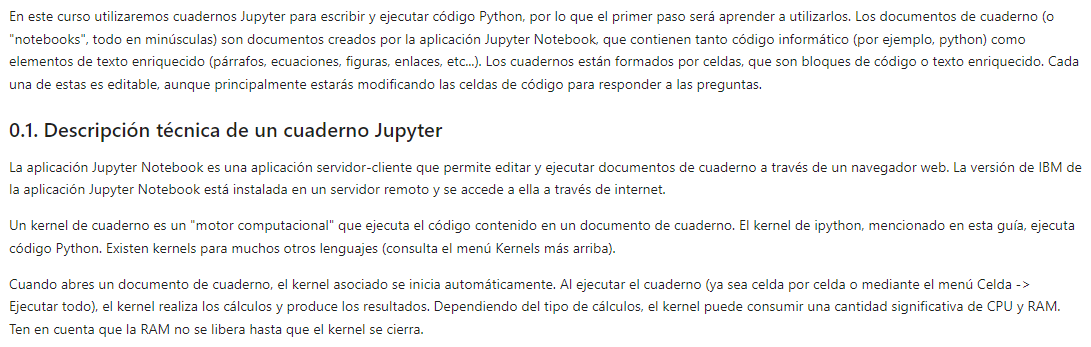 En este curso utilizaremos cuadernos Jupyter para escribir y ejecutar código Python, por lo que el primer paso será aprender a utilizarlos. Los documentos de cuaderno (o
"notebooks", todo en minúsculas) son documentos creados por la aplicación Jupyter Notebook, que contienen tanto código informático (por ejemplo, python) como
elementos de texto enriquecido (párrafos, ecuaciones, figuras, enlaces, etc...). Los cuadernos están formados por celdas, que son bloques de código o texto enriquecido. Cada
una de estas es editable, aunque principalmente estarás modificando las celdas de código para responder a las preguntas.
0.1. Descripción técnica de un cuaderno Jupyter
La aplicación Jupyter Notebook es una aplicación servidor-cliente que permite editar y ejecutar documentos de cuaderno a través de un navegador web. La versión de IBM de
la aplicación Jupyter Notebook está instalada en un servidor remoto y se accede a ella a través de internet.
Un kernel de cuaderno es un "motor computacional" que ejecuta el código contenido en un documento de cuaderno. El kernel de ipython, mencionado en esta guía, ejecuta
código Python. Existen kernels para muchos otros lenguajes (consulta el menú Kernels más arriba).
Cuando abres un documento de cuaderno, el kernel asociado se inicia automáticamente. Al ejecutar el cuaderno (ya sea celda por celda o mediante el menú Celda ->
Ejecutar todo), el kernel realiza los cálculos y produce los resultados. Dependiendo del tipo de cálculos, el kernel puede consumir una cantidad significativa de CPU y RAM.
Ten en cuenta que la RAM no se libera hasta que el kernel se cierra.